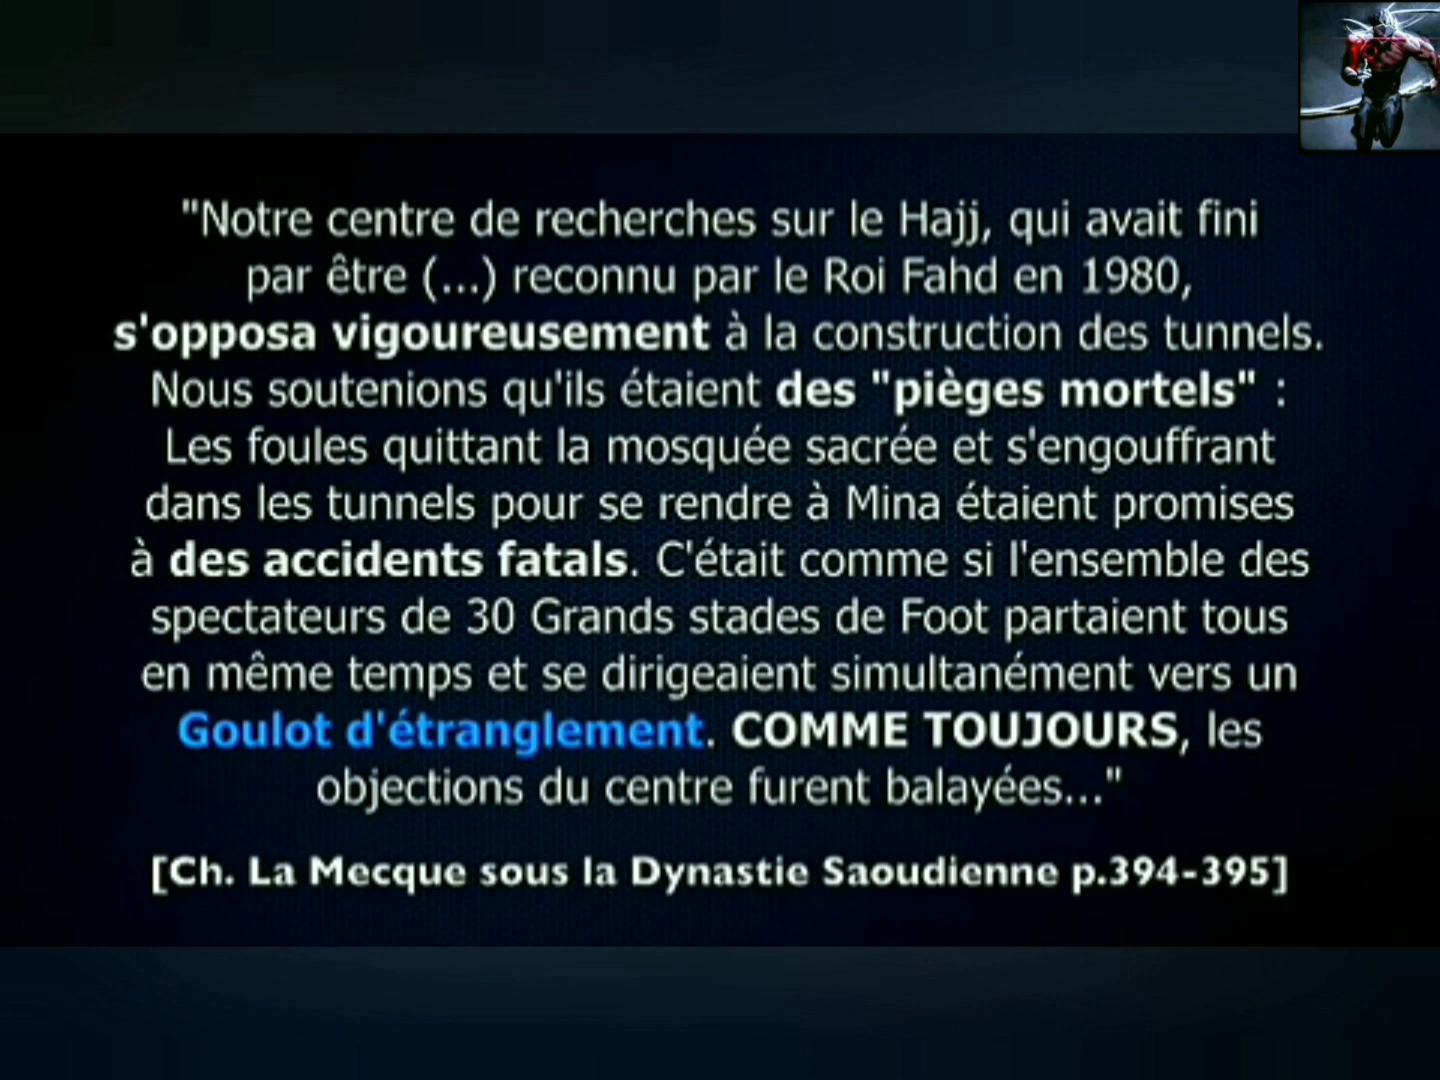 "Notre centre de recherches sur le Hajj, qui avait fini
par être (...) reconnu par le Roi Fahd en 1980,
s'opposa vigoureusement à la construction des tunnels.
Nous soutenions qu'ils étaient des "pièges mortels" :
Les foules quittant la mosquée sacrée et s'engouffrant
dans les tunnels pour se rendre à Mina étaient promises
à des accidents fatals. C'était comme si l'ensemble des
spectateurs de 30 Grands stades de Foot partaient tous
en même temps et se dirigeaient simultanément vers un
Goulot d'étranglement. COMME TOUJOURS, les
objections du centre furent balayées..."
[Ch. La Mecque sous la Dynastie Saoudienne p.394-395]